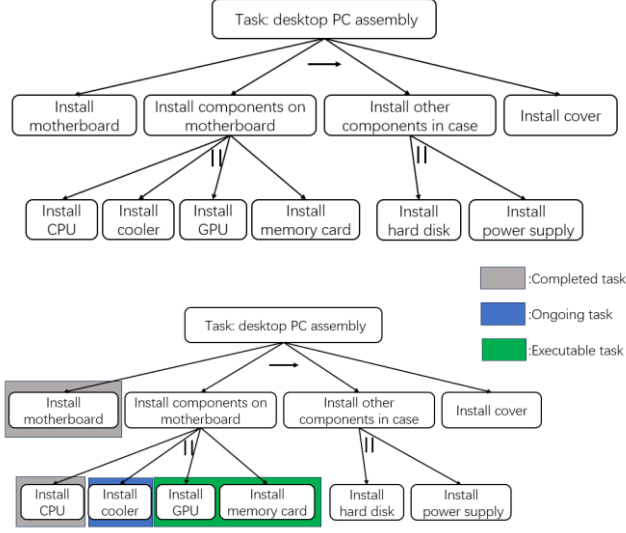 Task: desktop PC assembly
Install
motherboard
Install components on
motherboard
Install other
components in case
Install cover
Install
CPU
Install
cooler
Install
GPU
Install
memory card
Install
hard disk
Install
power supply
:Completed task
:Ongoing task
:Executable task
Task: desktop PC assembly
Install
motherboard
Install components on
motherboard
Install other
components in case
Install cover
Install
CPU
Install
cooler
Install
GPU
Install
memory card
Install
hard disk
Install
power supply